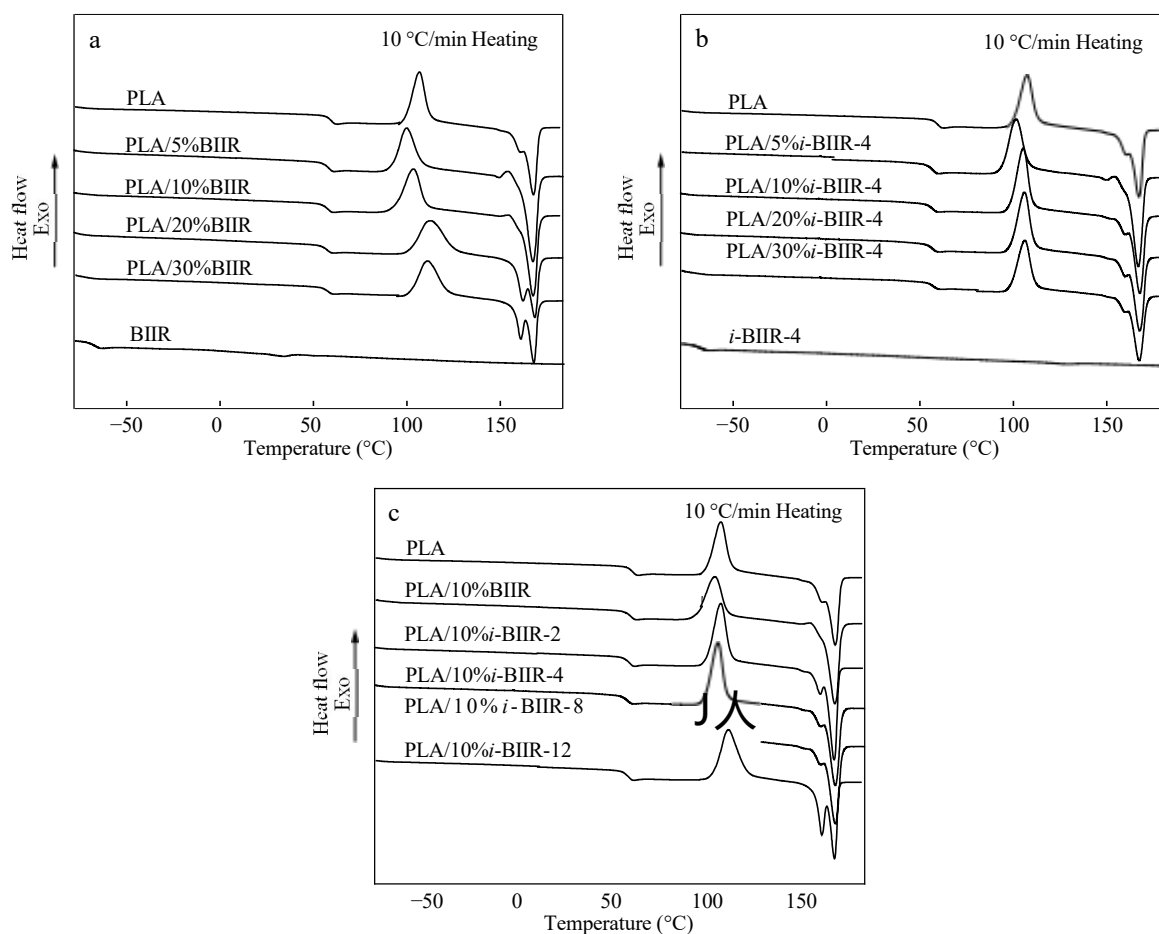 a
10 °C/min Heating
PLA
PLA/5%BIIR
PLA/10%BIIR
PLA/20%BIIR
PLA/30%BIIR
BIIR
Heat flow
Exo
−50 0 50 100 150
Temperature (°C)
b
10 °C/min Heating
PLA
PLA/5%i-BIIR-4
PLA/10%i-BIIR-4
PLA/20%i-BIIR-4
PLA/30%i-BIIR-4
i-BIIR-4
Heat flow
Exo
−50 0 50 100 150
Temperature (°C)
c
10 °C/min Heating
PLA
PLA/10%BIIR
PLA/10%i-BIIR-2
PLA/10%i-BIIR-4
PLA/10%i-BIIR-8
J人
PLA/10%i-BIIR-12
Heat flow
Exo
−50 0 50 100 150
Temperature (°C)